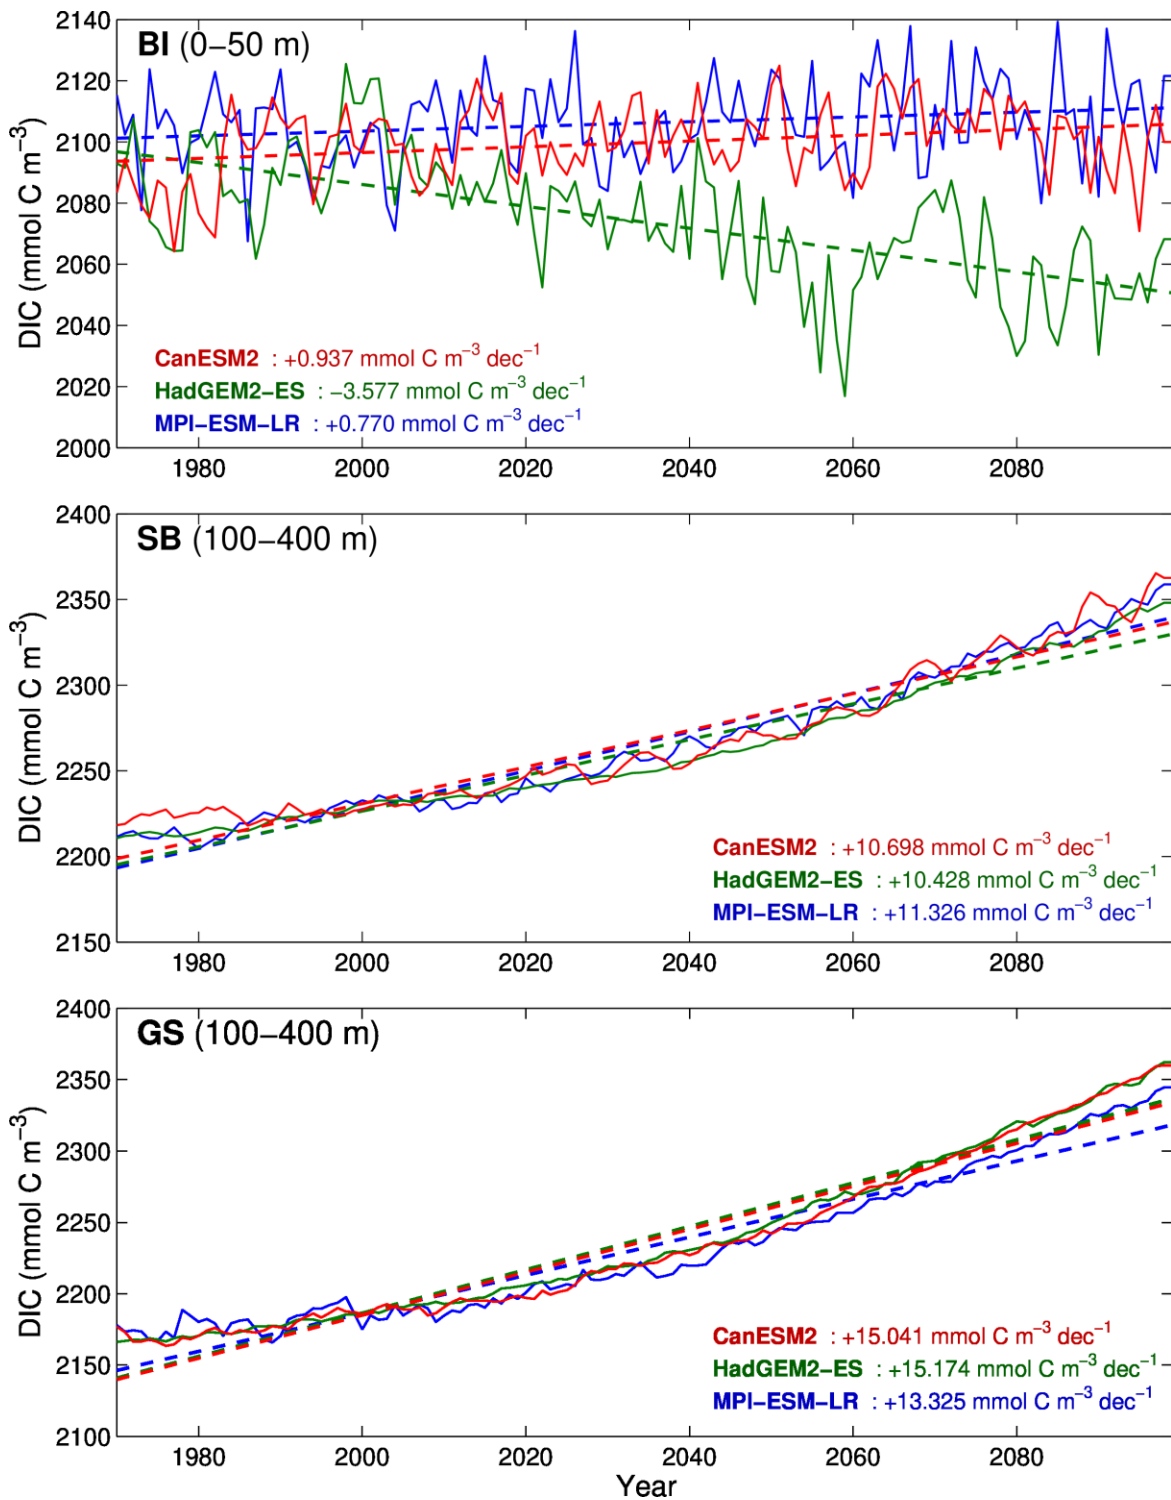 BI (0−50 m)
DIC (mmol C m−3)
2140
2120
2100
2080
2060
2040
2020
2000
CanESM2 : +0.937 mmol C m−3 dec−1
HadGEM2−ES : −3.577 mmol C m−3 dec−1
MPI−ESM−LR : +0.770 mmol C m−3 dec−1
1980 2000 2020 2040 2060 2080
SB (100−400 m)
DIC (mmol C m−3)
2400
2350
2300
2250
2200
2150
CanESM2 : +10.698 mmol C m−3 dec−1
HadGEM2−ES : +10.428 mmol C m−3 dec−1
MPI−ESM−LR : +11.326 mmol C m−3 dec−1
1980 2000 2020 2040 2060 2080
GS (100−400 m)
DIC (mmol C m−3)
2400
2350
2300
2250
2200
2150
2100
CanESM2 : +15.041 mmol C m−3 dec−1
HadGEM2−ES : +15.174 mmol C m−3 dec−1
MPI−ESM−LR : +13.325 mmol C m−3 dec−1
1980 2000 2020 2040 2060 2080
Year